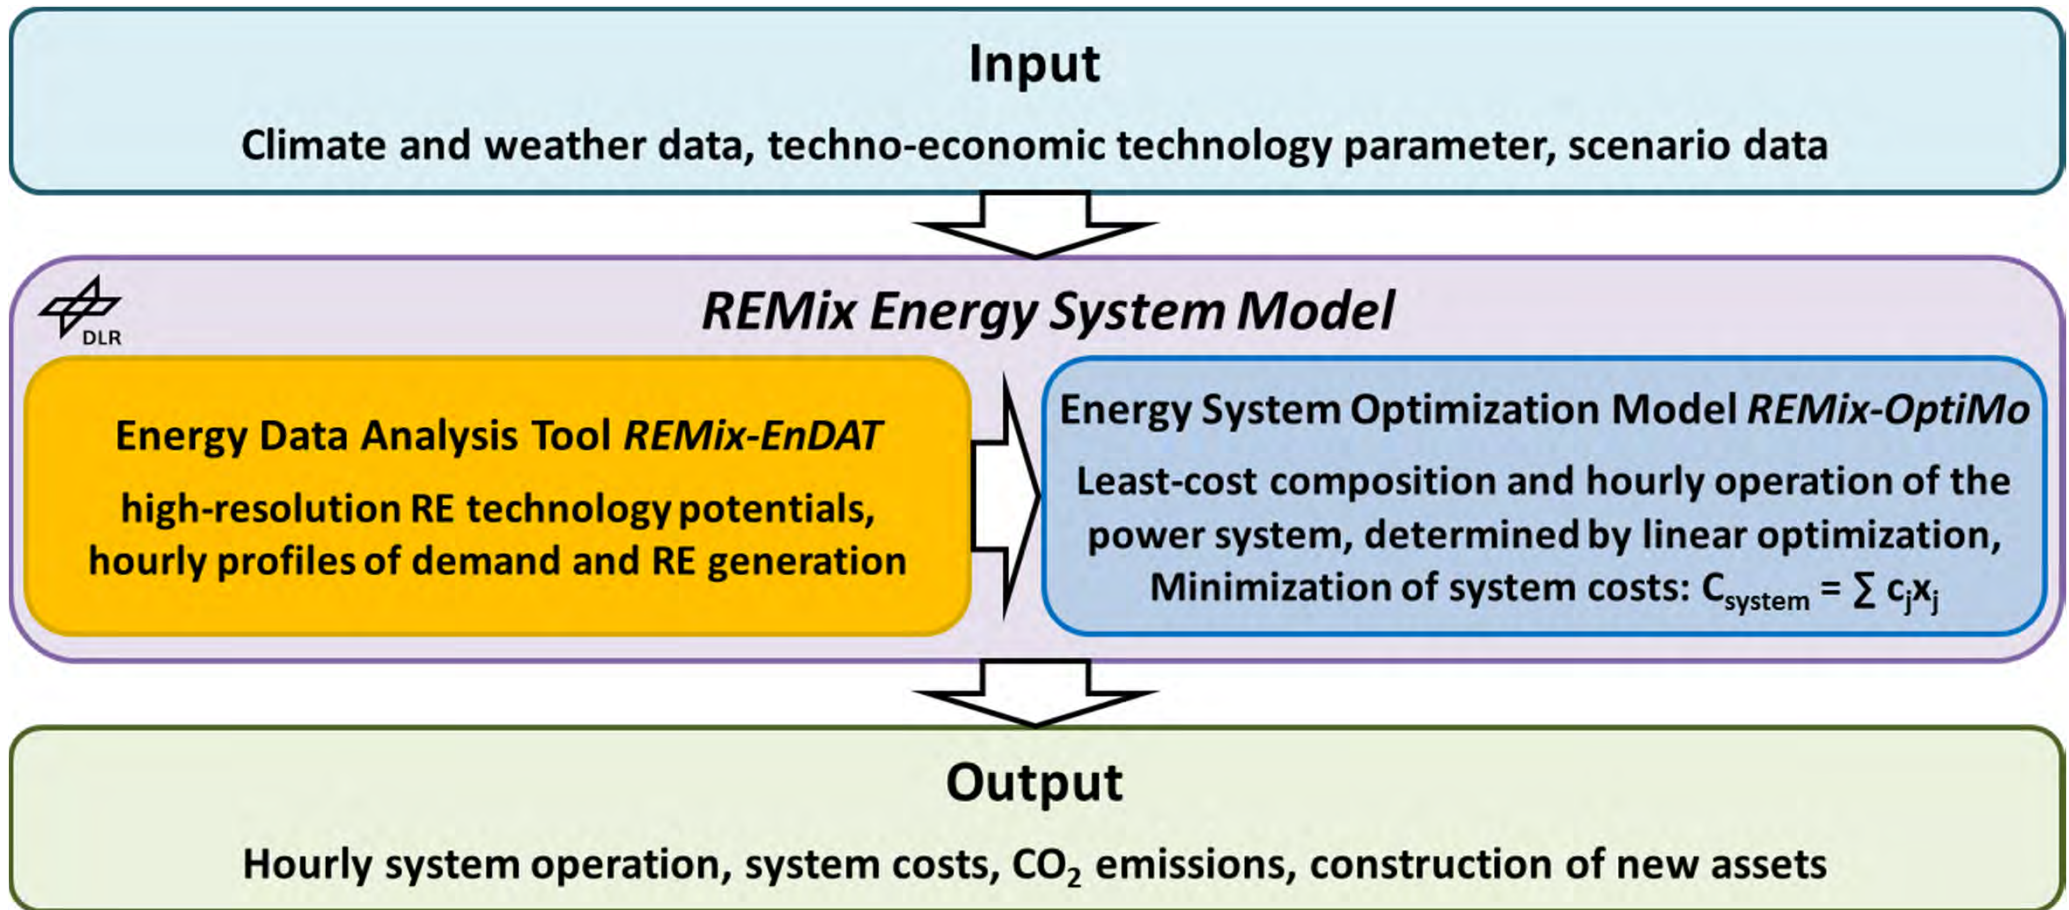 Input
Climate and weather data, techno-economic technology parameter, scenario data
DLR
REMix Energy System Model
Energy Data Analysis Tool REMix-EnDAT
high-resolution RE technology potentials,
hourly profiles of demand and RE generation
Energy System Optimization Model REMix-OptiMo
Least-cost composition and hourly operation of the
power system, determined by linear optimization,
Minimization of system costs: C_system = ∑ c_jx_j
Output
Hourly system operation, system costs, CO₂ emissions, construction of new assets